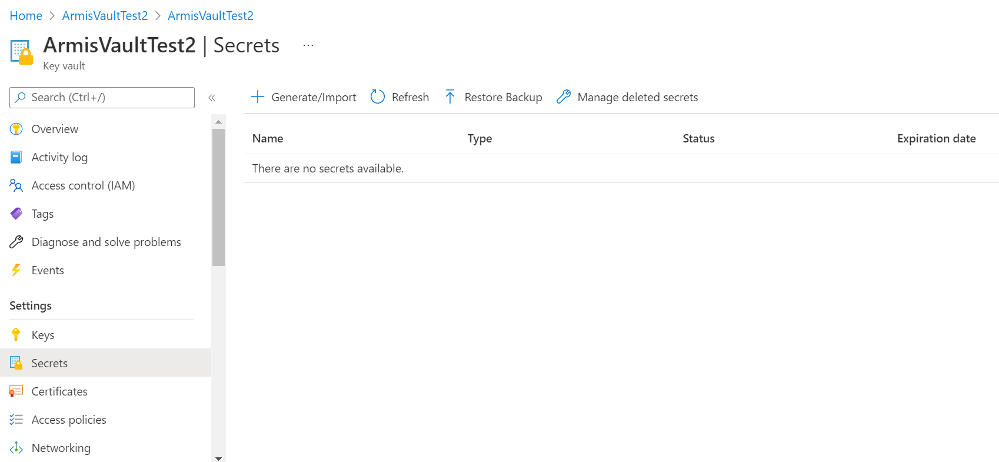 Home > ArmisVaultTest2 > ArmisVaultTest2
ArmisVaultTest2 | Secrets ...
Key vault
Search (Ctrl+/) «
Generate/Import Refresh Restore Backup Manage deleted secrets
Overview
Activity log
Access control (IAM)
Tags
Diagnose and solve problems
Events
Settings
Keys
Secrets
Certificates
Access policies
Networking
Name Type Status Expiration date
There are no secrets available.